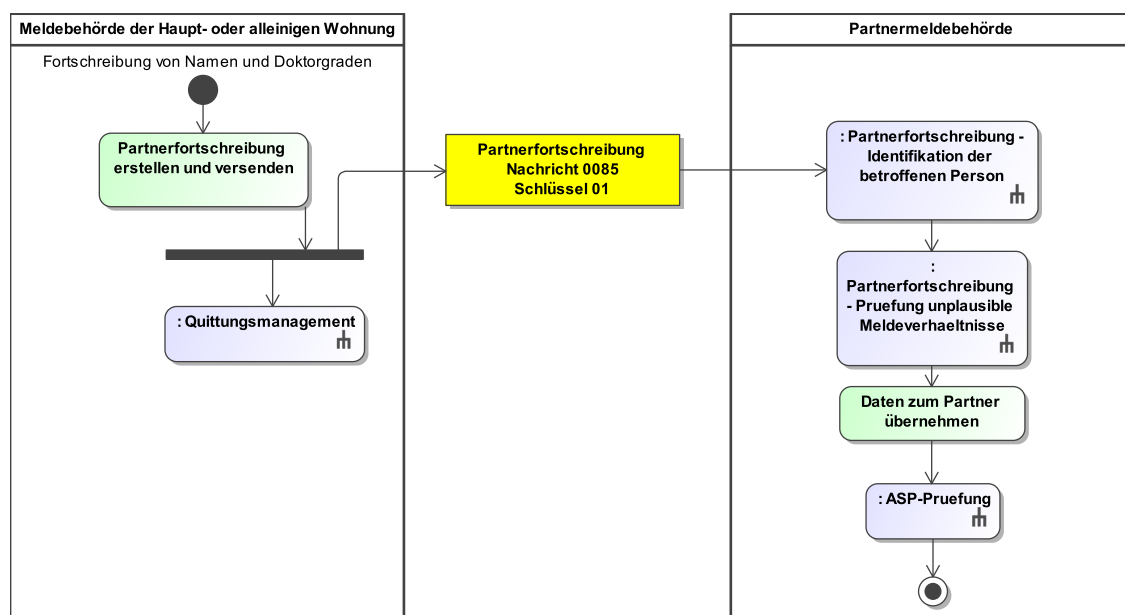 Meldebehörde der Haupt- oder alleinigen Wohnung
Fortschreibung von Namen und Doktorgraden
Partnerfortschreibung
erstellen und versenden
: Quittungsmanagement
Partnerfortschreibung
Nachricht 0085
Schlüssel 01
Partnermeldebehörde
: Partnerfortschreibung -
Identifikation der
betroffenen Person
:
Partnerfortschreibung
- Pruefung unplausible
Meldeverhaeltnisse
Daten zum Partner
übernehmen
: ASP-Pruefung